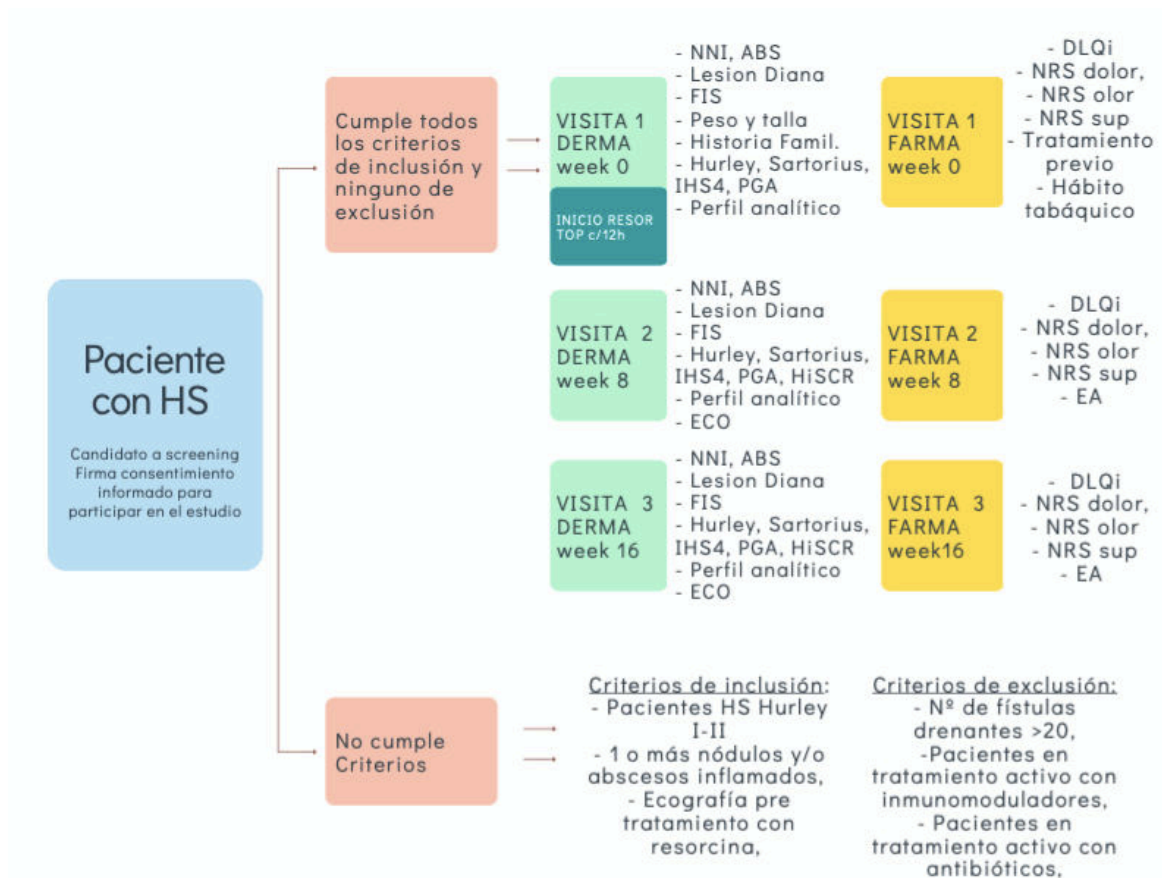 Paciente
con HS
Candidato a screening
Firma consentimiento
informado para
participar en el estudio
Cumple todos
los criterios
de inclusión y
ninguno de
exclusión
VISITA 1
DERMA
week 0
INICIO RESOR
TOP c/12h
- NNI, ABS
- Lesion Diana
- FIS
- Peso y talla
- Historia Famil.
- Hurley, Sartorius,
IHS4, PGA
- Perfil analítico
VISITA 1
FARMA
week 0
- DLQi
- NRS dolor,
- NRS olor
- NRS sup
- Tratamiento
previo
- Hábito
tabáquico
VISITA 2
DERMA
week 8
- NNI, ABS
- Lesion Diana
- FIS
- Hurley, Sartorius,
IHS4, PGA, HiSCR
- Perfil analítico
- ECO
VISITA 2
FARMA
week 8
- DLQi
- NRS dolor,
- NRS olor
- NRS sup
- EA
VISITA 3
DERMA
week 16
- NNI, ABS
- Lesion Diana
- FIS
- Hurley, Sartorius,
IHS4, PGA, HiSCR
- Perfil analítico
- ECO
VISITA 3
FARMA
week16
- DLQi
- NRS dolor,
- NRS olor
- NRS sup
- EA
No cumple
Criterios
Criterios de inclusión:
- Pacientes HS Hurley
I-II
- 1 o más nódulos y/o
abscesos inflamados,
- Ecografía pre
tratamiento con
resorcina,
Criterios de exclusión:
- Nº de fístulas
drenantes >20,
-Pacientes en
tratamiento activo con
inmunomoduladores,
- Pacientes en
tratamiento activo con
antibióticos,